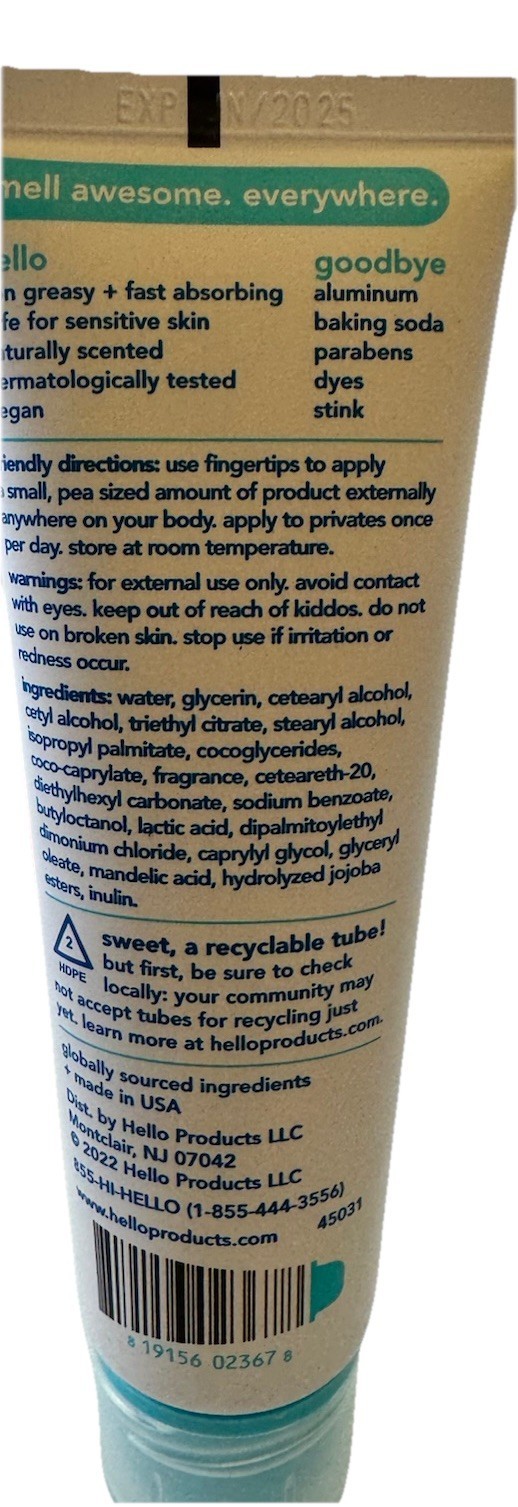 EXP N/2025
mell awesome. everywhere.
ello
n greasy + fast absorbing
fe for sensitive skin
turally scented
ermatologically tested
egan
goodbye
aluminum
baking soda
parabens
dyes
stink
iendly directions: use fingertips to apply
small, pea sized amount of product externally
anywhere on your body. apply to privates once
per day. store at room temperature.
warnings: for external use only. avoid contact
with eyes. keep out of reach of kiddos. do not
use on broken skin. stop use if irritation or
redness occur.
ingredients: water, glycerin, cetearyl alcohol,
cetyl alcohol, triethyl citrate, stearyl alcohol,
isopropyl palmitate, cocoglycerides,
coco-caprylate, fragrance, ceteareth-20,
diethylhexyl carbonate, sodium benzoate,
butyloctanol, lactic acid, dipalmitoylethyl
dimonium chloride, caprylyl glycol, glyceryl
oleate, mandelic acid, hydrolyzed jojoba
esters, inulin.
2
HDPE
sweet, a recyclable tube!
but first, be sure to check
locally: your community may
not accept tubes for recycling just
yet. learn more at helloproducts.com.
globally sourced ingredients
+ made in USA
Dist. by Hello Products LLC
Montclair, NJ 07042
© 2022 Hello Products LLC
855-HI-HELLO (1-855-444-3556)
www.helloproducts.com
45031
8 19156 02367 8